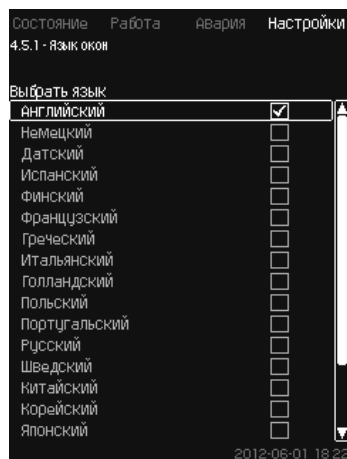 Состояние Работа Авария Настройки
4.5.1 - Язык окон
Выбрать язык
Английский
Немецкий
Датский
Испанский
Финский
Французский
Греческий
Итальянский
Голландский
Польский
Португальский
Русский
Шведский
Китайский
Корейский
Японский
2012-06-01 18:22